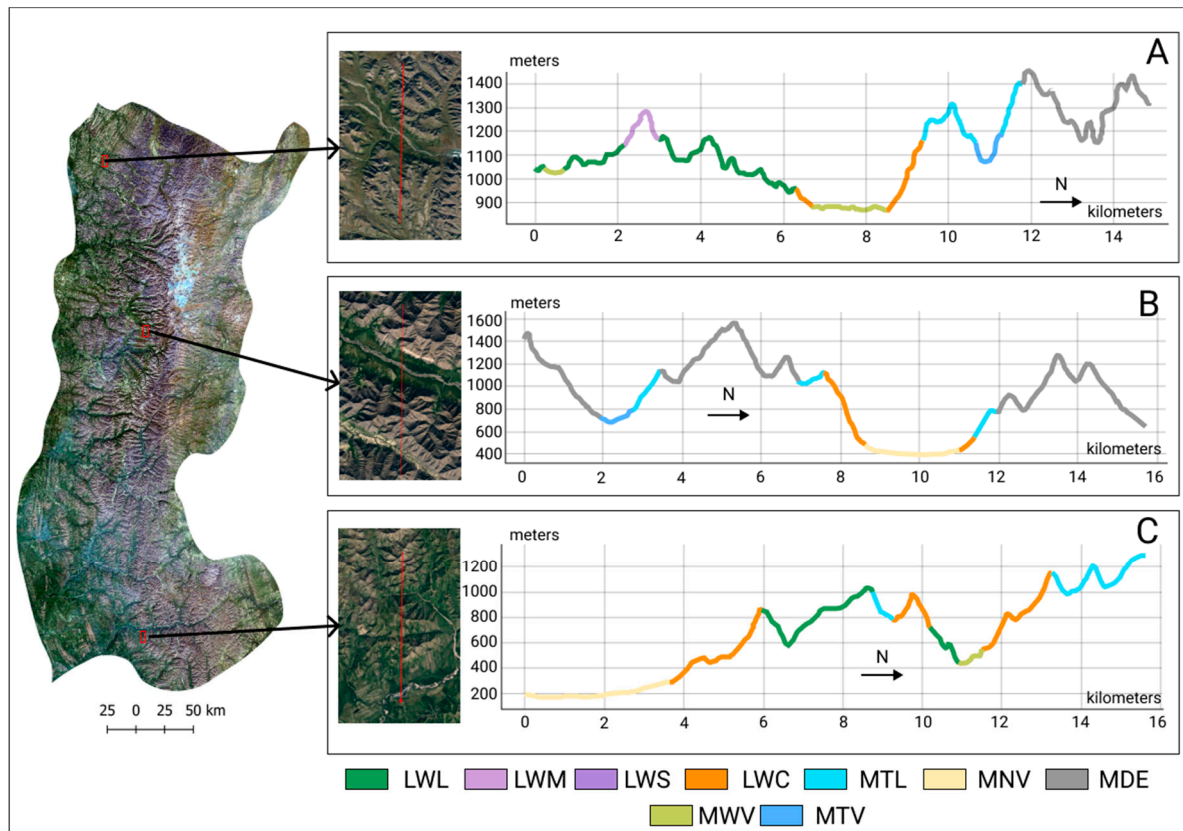 A
meters
1400
1300
1200
1100
1000
900
N
kilometers
0 2 4 6 8 10 12 14
B
meters
1600
1400
1200
1000
800
600
400
N
kilometers
0 2 4 6 8 10 12 14 16
C
meters
1200
1000
800
600
400
200
N
kilometers
0 2 4 6 8 10 12 14 16
25 0 25 50 km
LWL LWM LWS LWC MTL MNV MDE
MWV MTV